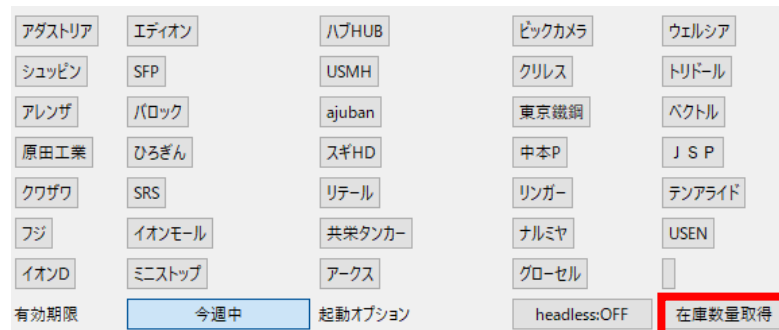 アダストリア エディオン ハブHUB ビックカメラ ウェルシア
シュッピン SFP USMH クリレス トリドール
アレンザ バロック ajuban 東京鐵鋼 ベクトル
原田工業 ひろぎん スギHD 中本P ＪＳＰ
クワザワ SRS リテール リンガー テンアライド
フジ イオンモール 共栄タンカー ナルミヤ USEN
イオンD ミニストップ アークス グローセル
有効期限 今週中 起動オプション headless:OFF 在庫数量取得